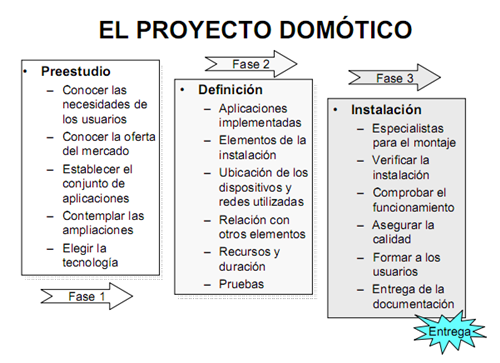 EL PROYECTO DOMÓTICO
Fase 1
• Preestudio
– Conocer las
necesidades de
los usuarios
– Conocer la oferta
del mercado
– Establecer el
conjunto de
aplicaciones
– Contemplar las
ampliaciones
– Elegir la
tecnología
Fase 2
• Definición
– Aplicaciones
implementadas
– Elementos de la
instalación
– Ubicación de los
dispositivos y
redes utilizadas
– Relación con
otros elementos
– Recursos y
duración
– Pruebas
Fase 3
• Instalación
– Especialistas
para el montaje
– Verificar la
instalación
– Comprobar el
funcionamiento
– Asegurar la
calidad
– Formar a los
usuarios
– Entrega de la
documentación
Entrega